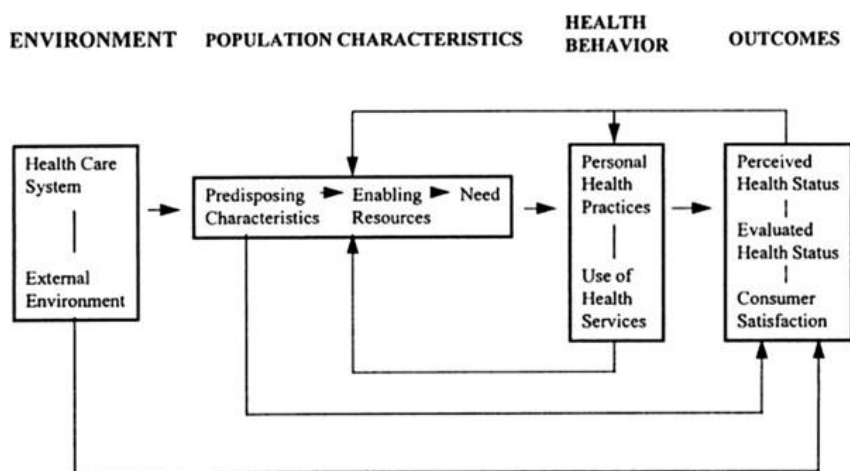 ENVIRONMENT
POPULATION CHARACTERISTICS
HEALTH
BEHAVIOR
OUTCOMES
Health Care
System
External
Environment
Predisposing
Characteristics
Enabling
Resources
Need
Personal
Health
Practices
Use of
Health
Services
Perceived
Health Status
Evaluated
Health Status
Consumer
Satisfaction